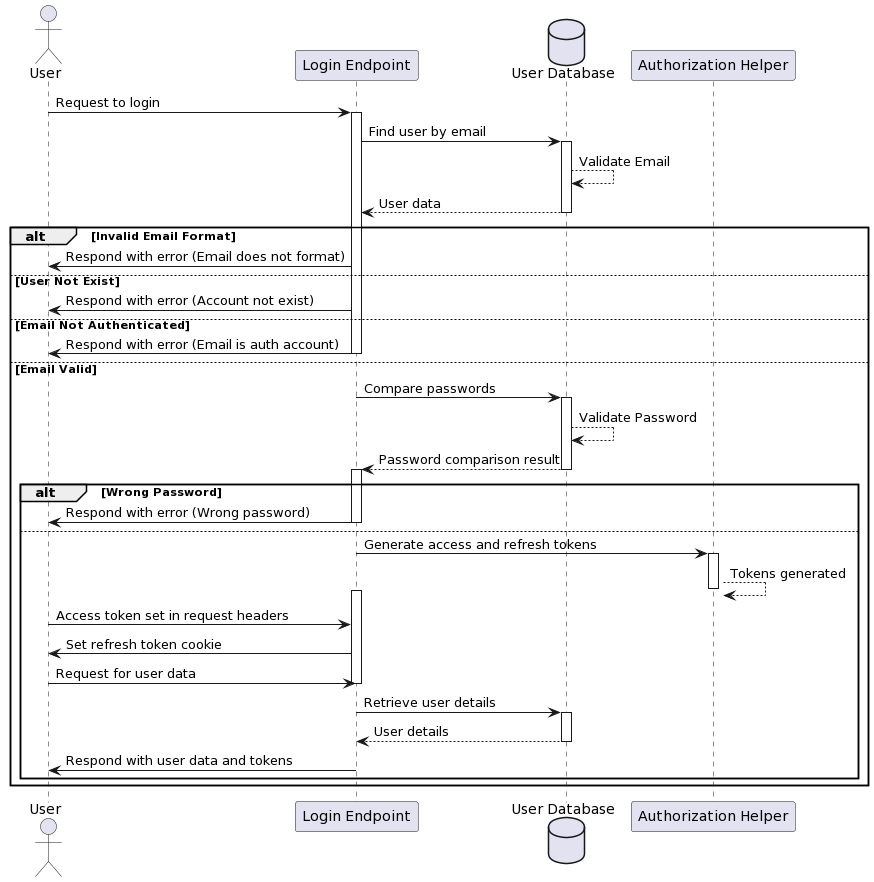 User
Login Endpoint
User Database
Authorization Helper
Request to login
Find user by email
Validate Email
User data
alt [Invalid Email Format]
Respond with error (Email does not format)
[User Not Exist]
Respond with error (Account not exist)
[Email Not Authenticated]
Respond with error (Email is auth account)
[Email Valid]
Compare passwords
Validate Password
Password comparison result
alt [Wrong Password]
Respond with error (Wrong password)
Generate access and refresh tokens
Tokens generated
Access token set in request headers
Set refresh token cookie
Request for user data
Retrieve user details
User details
Respond with user data and tokens
User
Login Endpoint
User Database
Authorization Helper